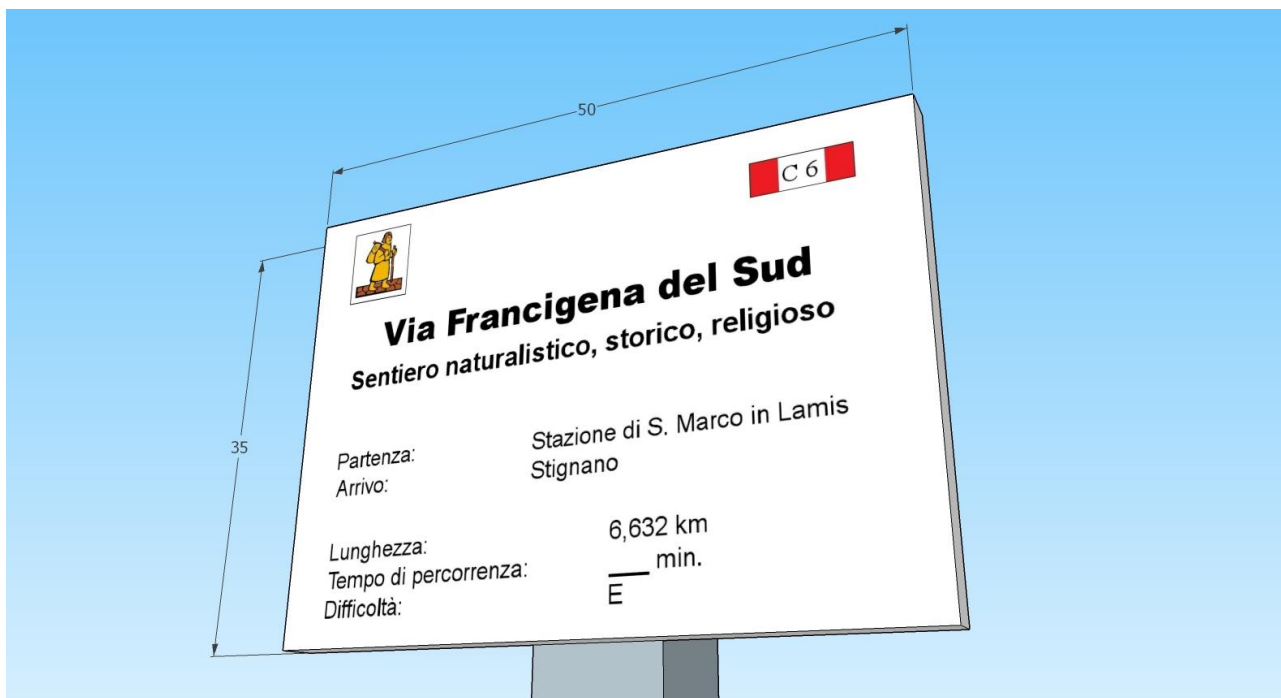 50
C 6
Via Francigena del Sud
Sentiero naturalistico, storico, religioso
35
Partenza: Stazione di S. Marco in Lamis
Arrivo: Stignano
Lunghezza: 6,632 km
Tempo di percorrenza: ___ min.
Difficoltà: E